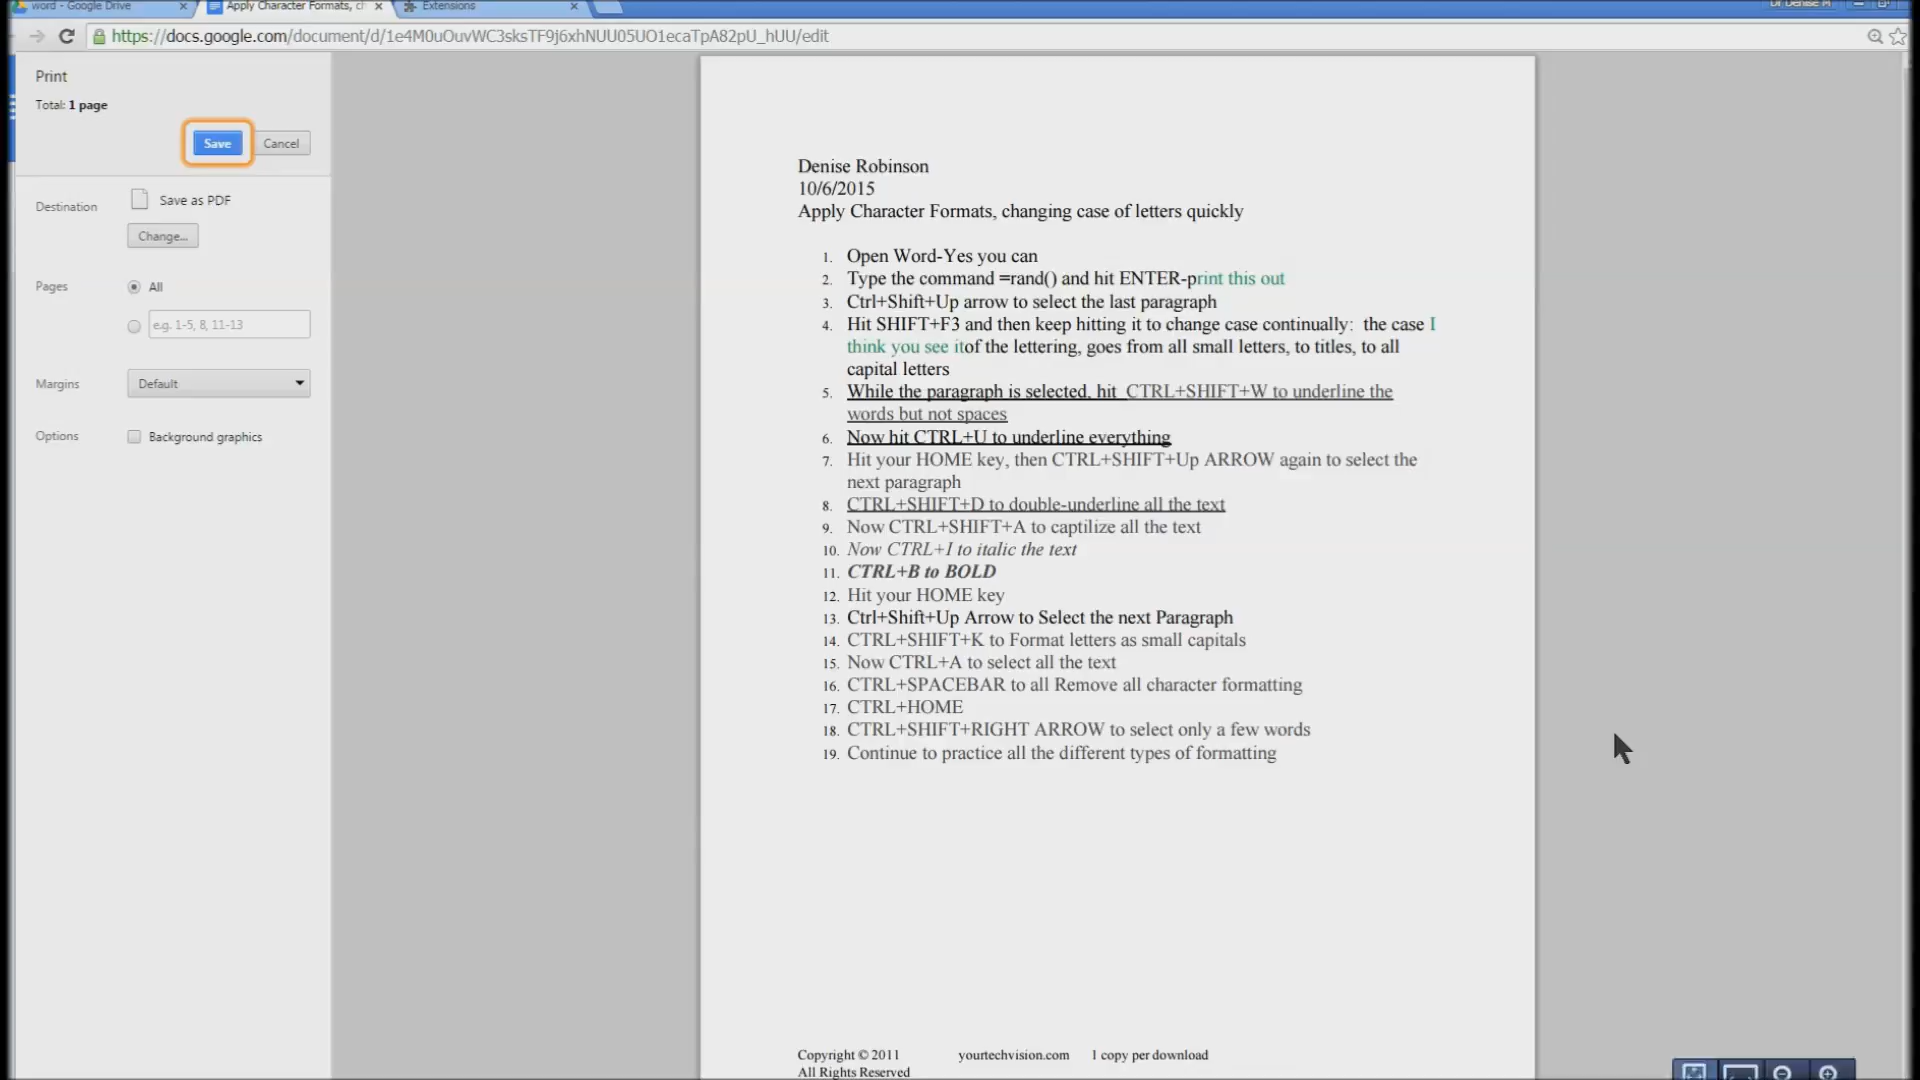 word - Google Drive
Apply Character Formats, ch
Extensions
Dr Denise M
https://docs.google.com/document/d/1e4M0uOuvWC3sksTF9j6xhNUU05UO1ecaTpA82pU_hUU/edit
Print
Total: 1 page
Save
Cancel
Destination
Save as PDF
Change...
Pages
All
e.g. 1-5, 8, 11-13
Margins
Default
Options
Background graphics
Denise Robinson
10/6/2015
Apply Character Formats, changing case of letters quickly
1. Open Word-Yes you can
2. Type the command =rand() and hit ENTER-print this out
3. Ctrl+Shift+Up arrow to select the last paragraph
4. Hit SHIFT+F3 and then keep hitting it to change case continually:  the case I
think you see itof the lettering, goes from all small letters, to titles, to all
capital letters
5. While the paragraph is selected, hit  CTRL+SHIFT+W to underline the
words but not spaces
6. Now hit CTRL+U to underline everything
7. Hit your HOME key, then CTRL+SHIFT+Up ARROW again to select the
next paragraph
8. CTRL+SHIFT+D to double-underline all the text
9. Now CTRL+SHIFT+A to captilize all the text
10. Now CTRL+I to italic the text
11. CTRL+B to BOLD
12. Hit your HOME key
13. Ctrl+Shift+Up Arrow to Select the next Paragraph
14. CTRL+SHIFT+K to Format letters as small capitals
15. Now CTRL+A to select all the text
16. CTRL+SPACEBAR to all Remove all character formatting
17. CTRL+HOME
18. CTRL+SHIFT+RIGHT ARROW to select only a few words
19. Continue to practice all the different types of formatting
Copyright © 2011 yourtechvision.com 1 copy per download
All Rights Reserved